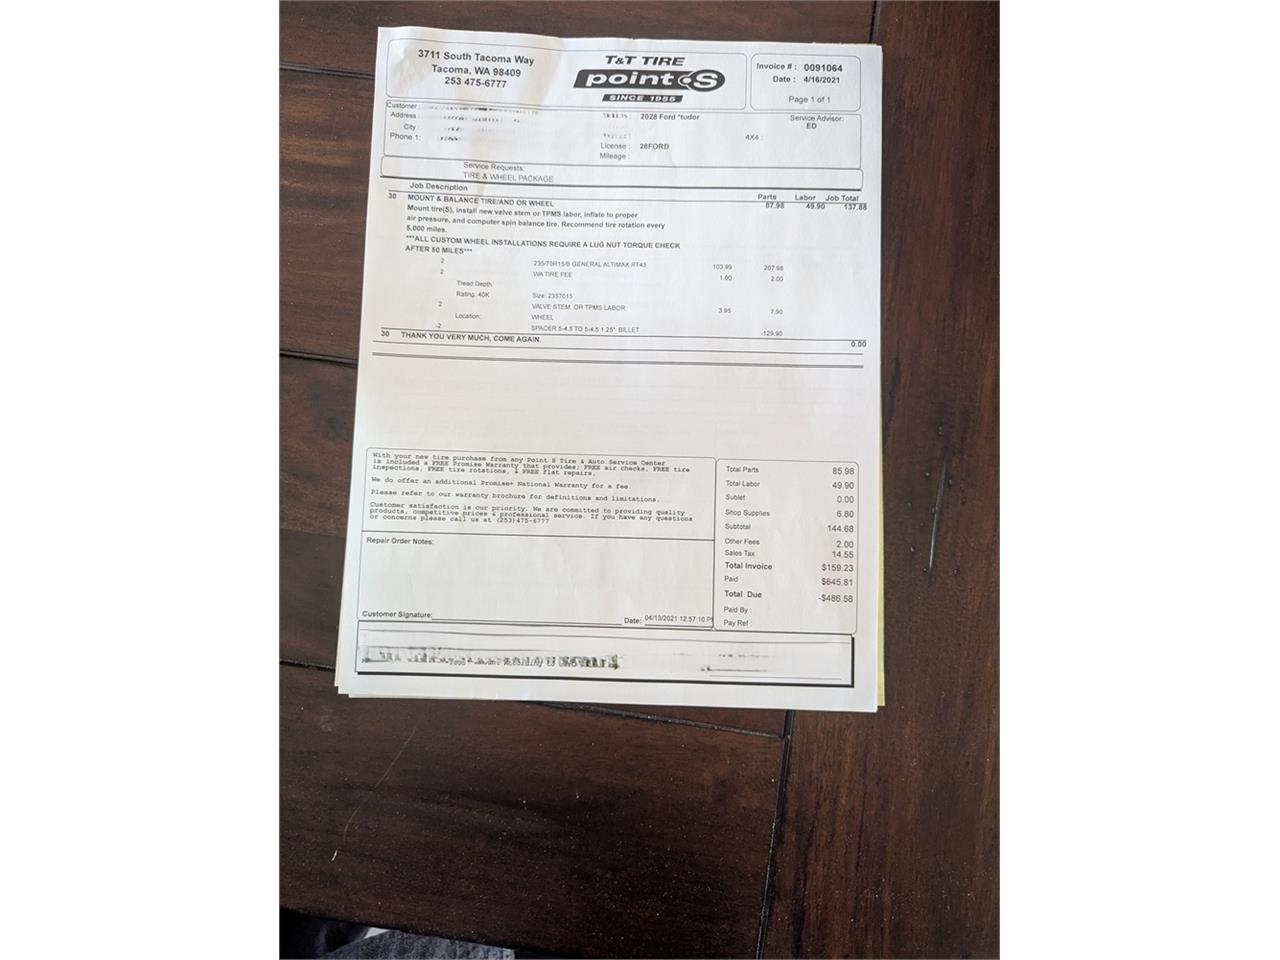 3711 South Tacoma Way
Tacoma, WA 98409
253 475-6777
T&T TIRE
point S
SINCE 1955
Invoice # : 0091064
Date : 4/16/2021
Page 1 of 1
Customer :
Address :
City :
Phone 1:
2028 Ford *tudor
License : 28FORD
Mileage :
4X4 :
Service Advisor:
ED
Service Requests:
TIRE & WHEEL PACKAGE
Job Description Parts Labor Job Total
30 MOUNT & BALANCE TIRE/AND OR WHEEL 87.98 49.90 137.88
Mount tire(S), install new valve stem or TPMS labor, inflate to proper
air pressure, and computer spin balance tire. Recommend tire rotation every
5,000 miles.
***ALL CUSTOM WHEEL INSTALLATIONS REQUIRE A LUG NUT TORQUE CHECK
AFTER 50 MILES***
2 235/70R15/B GENERAL ALTIMAX RT43 103.99 207.98
2 WA TIRE FEE 1.00 2.00
Tread Depth:
Rating: 40K Size: 2357015
2 VALVE STEM OR TPMS LABOR 3.95 7.90
Location: WHEEL
-2 SPACER 5-4.5 TO 5-4.5 1.25" BILLET -129.90
30 THANK YOU VERY MUCH, COME AGAIN. 0.00
With your new tire purchase from any Point S Tire & Auto Service Center
is included a FREE Promise Warranty that provides; FREE air checks, FREE tire
inspections, FREE tire rotations, & FREE flat repairs.
We do offer an additional Promise+ National Warranty for a fee.
Please refer to our warranty brochure for definitions and limitations.
Customer satisfaction is our priority. We are committed to providing quality
products, competitive prices & professional service. If you have any questions
or concerns please call us at (253)475-6777
Repair Order Notes:
Customer Signature: Date: 04/13/2021 12:57:10 P
Total Parts 85.98
Total Labor 49.90
Sublet 0.00
Shop Supplies 6.80
Subtotal 144.68
Other Fees 2.00
Sales Tax 14.55
Total Invoice $159.23
Paid $645.81
Total Due -$486.58
Paid By :
Pay Ref :